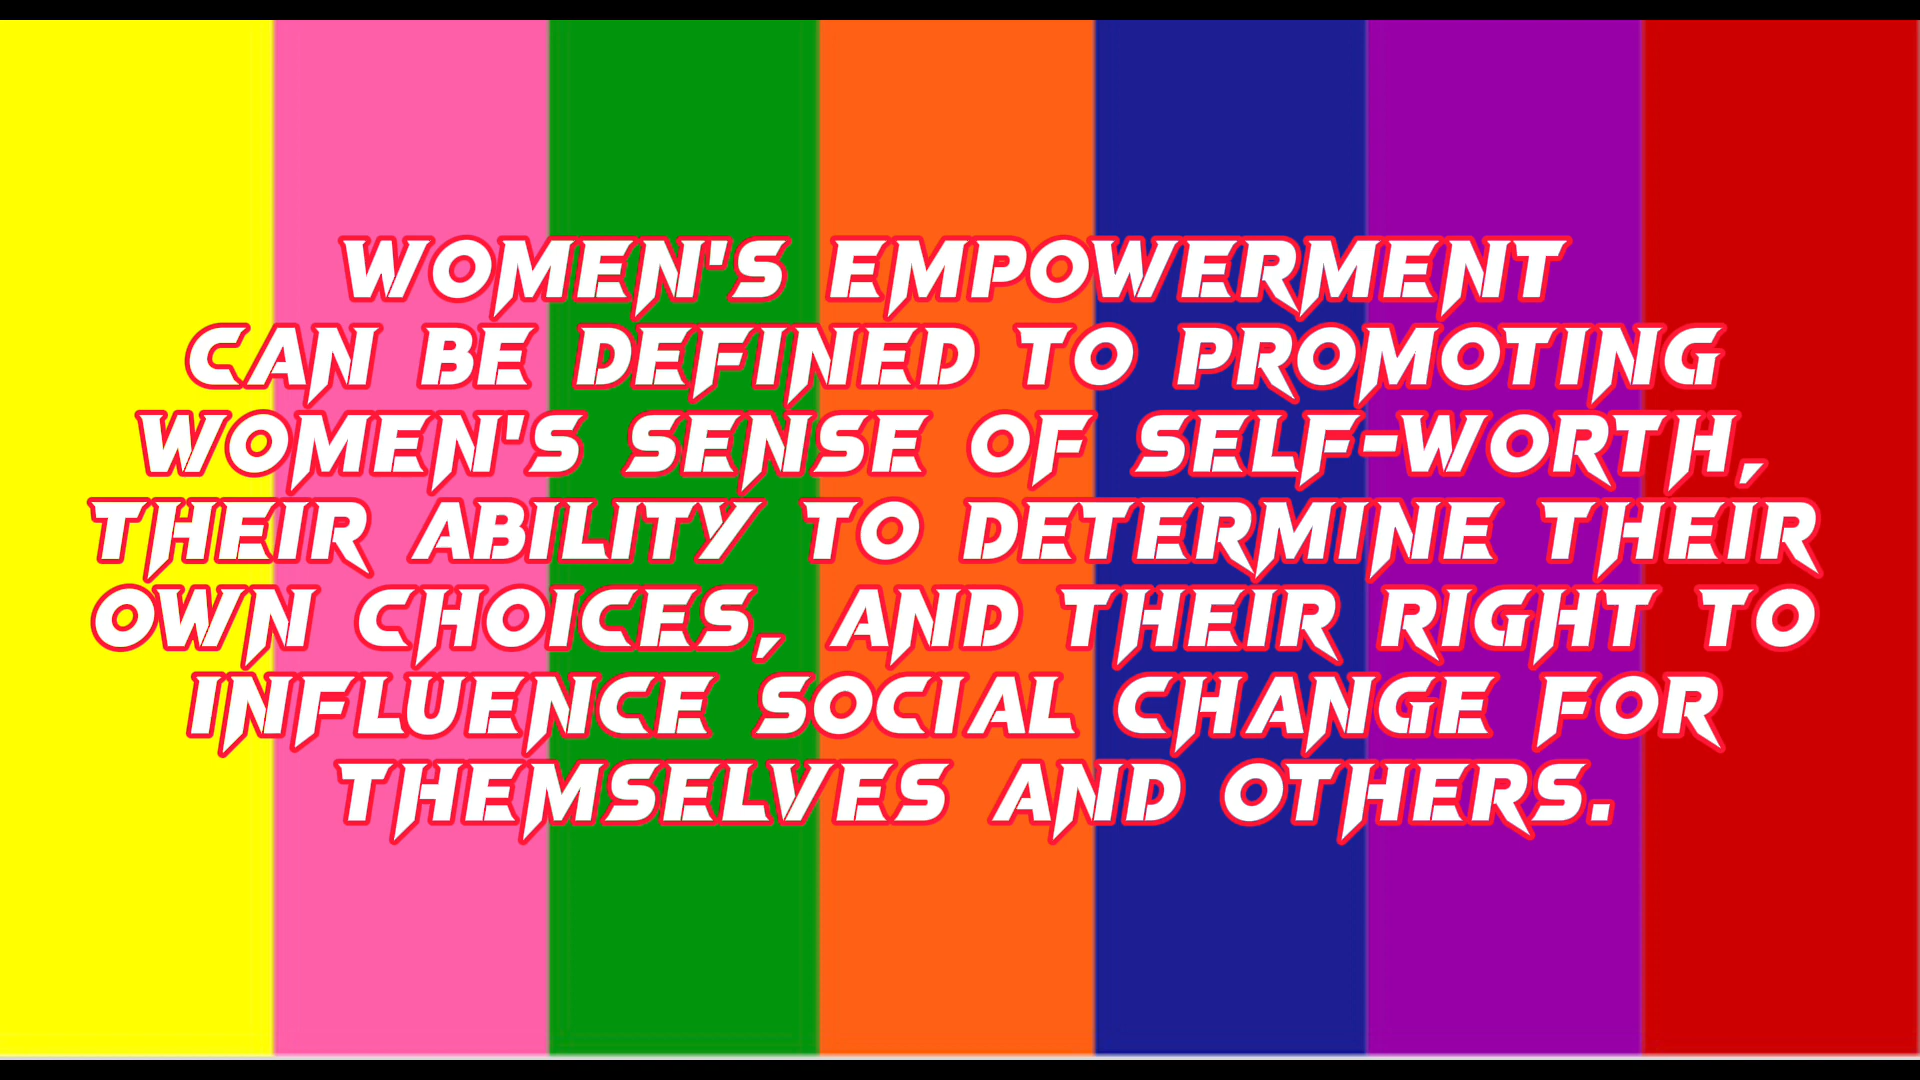 WOMEN'S EMPOWERMENT
CAN BE DEFINED TO PROMOTING
WOMEN'S SENSE OF SELF-WORTH,
THEIR ABILITY TO DETERMINE THEIR
OWN CHOICES, AND THEIR RIGHT TO
INFLUENCE SOCIAL CHANGE FOR
THEMSELVES AND OTHERS.